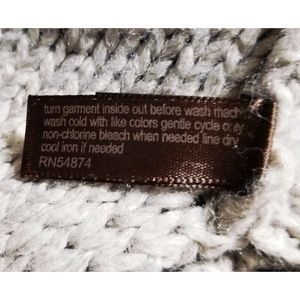 turn garment inside out before wash mach
wash cold with like colors gentle cycle only
non-chlorine bleach when needed line dry
cool iron if needed
RN54874